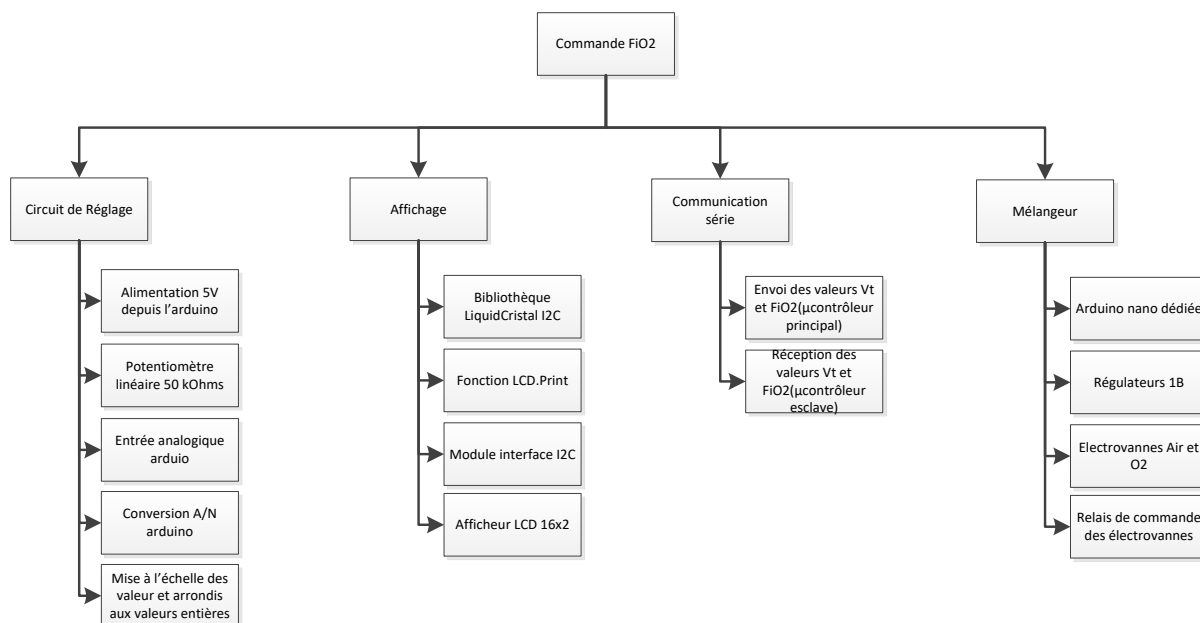 Commande FiO2
Circuit de Réglage
Alimentation 5V
depuis l'arduino
Potentiomètre
linéaire 50 kOhms
Entrée analogique
arduio
Conversion A/N
arduino
Mise à l'échelle des
valeur et arrondis
aux valeurs entières
Affichage
Bibliothèque
LiquidCristal I2C
Fonction LCD.Print
Module interface I2C
Afficheur LCD 16x2
Communication
série
Envoi des valeurs Vt
et FiO2(µcontrôleur
principal)
Réception des
valeurs Vt et
FiO2(µcontrôleur
esclave)
Mélangeur
Arduino nano dédiée
Régulateurs 1B
Electrovannes Air et
O2
Relais de commande
des électrovannes